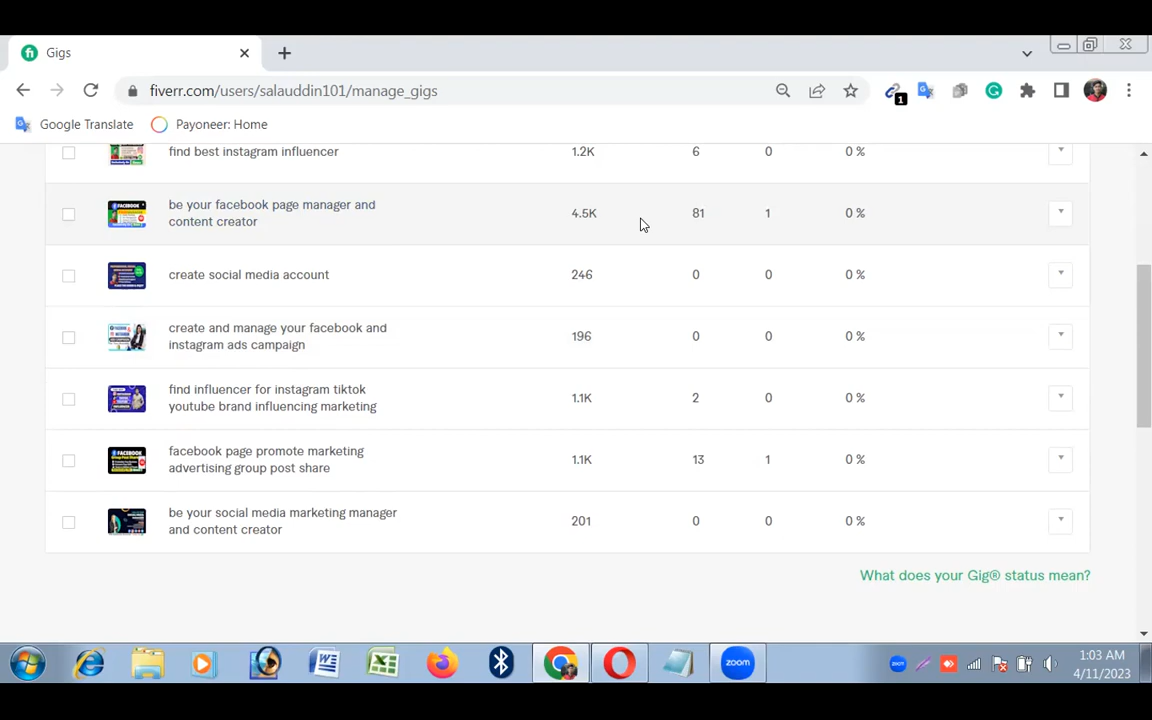 Gigs
fiverr.com/users/salauddin101/manage_gigs
1
Google Translate Payoneer: Home
find best instagram influencer 1.2K 6 0 0 %
be your facebook page manager and
content creator
4.5K 81 1 0 %
create social media account 246 0 0 0 %
create and manage your facebook and
instagram ads campaign
196 0 0 0 %
find influencer for instagram tiktok
youtube brand influencing marketing
1.1K 2 0 0 %
facebook page promote marketing
advertising group post share
1.1K 13 1 0 %
be your social media marketing manager
and content creator
201 0 0 0 %
What does your Gig® status mean?
zoom
1:03 AM
4/11/2023